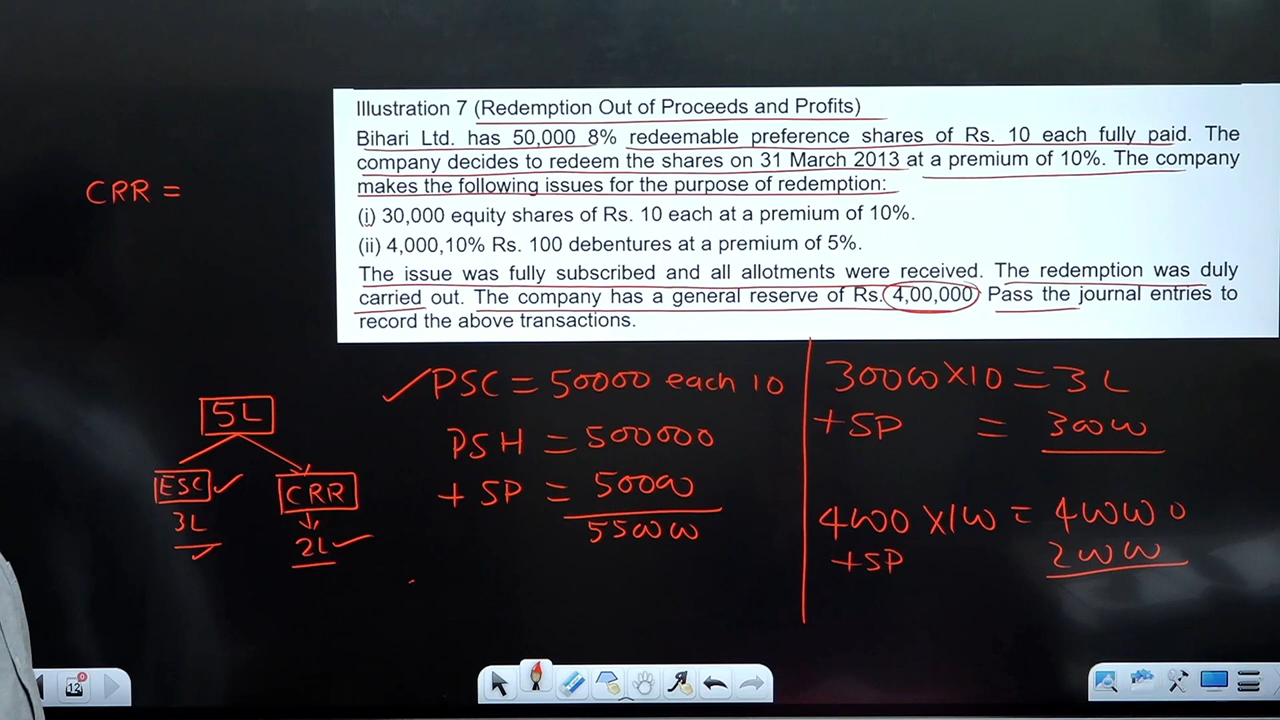 Illustration 7 (Redemption Out of Proceeds and Profits)
Bihari Ltd. has 50,000 8% redeemable preference shares of Rs. 10 each fully paid. The
company decides to redeem the shares on 31 March 2013 at a premium of 10%. The company
makes the following issues for the purpose of redemption:
(i) 30,000 equity shares of Rs. 10 each at a premium of 10%.
(ii) 4,000,10% Rs. 100 debentures at a premium of 5%.
The issue was fully subscribed and all allotments were received. The redemption was duly
carried out. The company has a general reserve of Rs. 4,00,000 Pass the journal entries to
record the above transactions.
CRR =
5L
ESC
CRR
3L
2L
PSC = 50000 each 10
PSH = 500000
+ SP = 50000
550000
30000 X10 = 3L
+SP = 30000
4000 X100 = 400000
+SP 20000
12